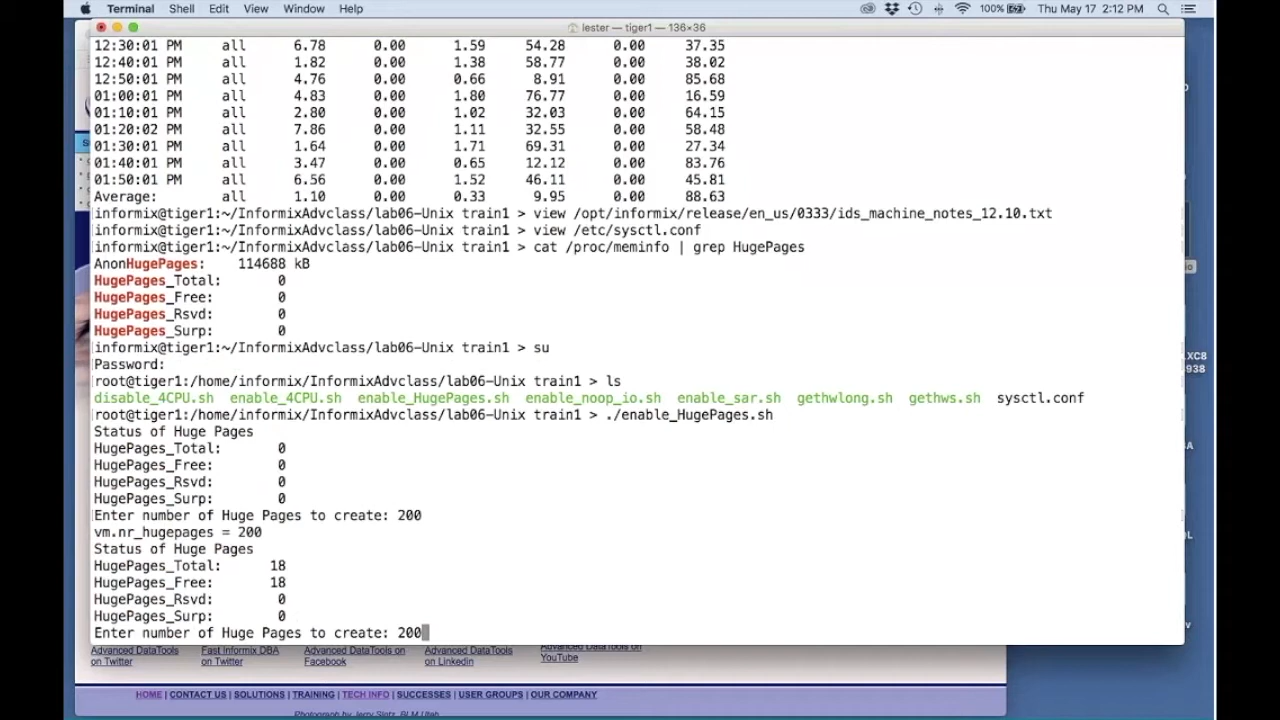 Terminal Shell Edit View Window Help 100% Thu May 17 2:12 PM
lester — tiger1 — 136×36
12:30:01 PM all 6.78 0.00 1.59 54.28 0.00 37.35
12:40:01 PM all 1.82 0.00 1.38 58.77 0.00 38.02
12:50:01 PM all 4.76 0.00 0.66 8.91 0.00 85.68
01:00:01 PM all 4.83 0.00 1.80 76.77 0.00 16.59
01:10:01 PM all 2.80 0.00 1.02 32.03 0.00 64.15
01:20:02 PM all 7.86 0.00 1.11 32.55 0.00 58.48
01:30:01 PM all 1.64 0.00 1.71 69.31 0.00 27.34
01:40:01 PM all 3.47 0.00 0.65 12.12 0.00 83.76
01:50:01 PM all 6.56 0.00 1.52 46.11 0.00 45.81
Average: all 1.10 0.00 0.33 9.95 0.00 88.63
informix@tiger1:~/InformixAdvclass/lab06-Unix train1 > view /opt/informix/release/en_us/0333/ids_machine_notes_12.10.txt
informix@tiger1:~/InformixAdvclass/lab06-Unix train1 > view /etc/sysctl.conf
informix@tiger1:~/InformixAdvclass/lab06-Unix train1 > cat /proc/meminfo | grep HugePages
AnonHugePages: 114688 kB
HugePages_Total: 0
HugePages_Free: 0
HugePages_Rsvd: 0
HugePages_Surp: 0
informix@tiger1:~/InformixAdvclass/lab06-Unix train1 > su
Password:
root@tiger1:/home/informix/InformixAdvclass/lab06-Unix train1 > ls
disable_4CPU.sh enable_4CPU.sh enable_HugePages.sh enable_noop_io.sh enable_sar.sh gethwlong.sh gethws.sh sysctl.conf
root@tiger1:/home/informix/InformixAdvclass/lab06-Unix train1 > ./enable_HugePages.sh
Status of Huge Pages
HugePages_Total: 0
HugePages_Free: 0
HugePages_Rsvd: 0
HugePages_Surp: 0
Enter number of Huge Pages to create: 200
vm.nr_hugepages = 200
Status of Huge Pages
HugePages_Total: 18
HugePages_Free: 18
HugePages_Rsvd: 0
HugePages_Surp: 0
Enter number of Huge Pages to create: 200
Advanced DataTools on Twitter
Fast Informix DBA on Twitter
Advanced DataTools on Facebook
Advanced DataTools on Linkedin
Advanced DataTools on YouTube
HOME | CONTACT US | SOLUTIONS | TRAINING | TECH INFO | SUCCESSES | USER GROUPS | OUR COMPANY
XC8
938